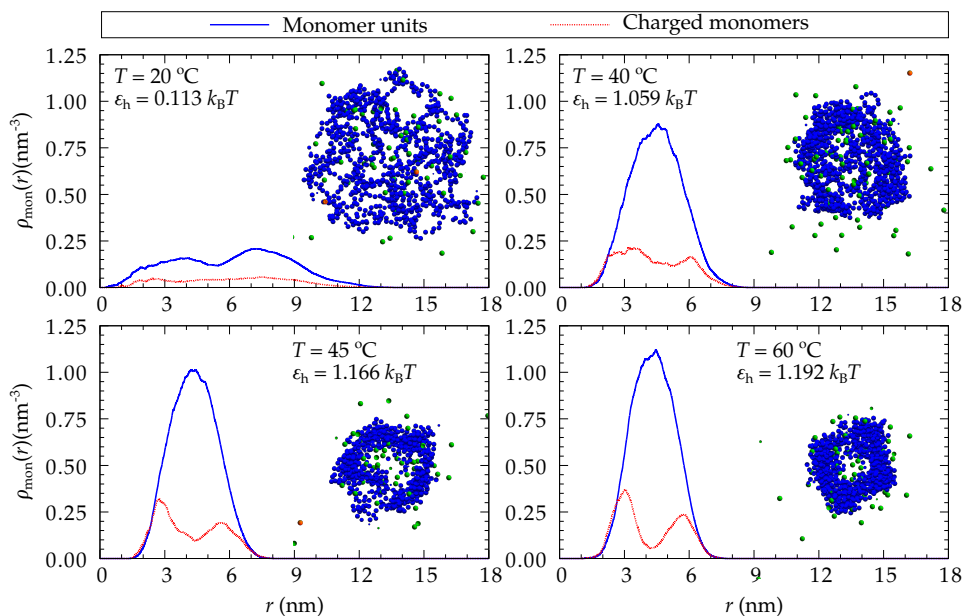 Monomer units Charged monomers
1.25
1.00
0.75
0.50
0.25
0.00
ρmon(r)(nm⁻³)
T = 20 ºC
εh = 0.113 kBT
0 3 6 9 12 15 18
1.25
1.00
0.75
0.50
0.25
0.00
T = 40 ºC
εh = 1.059 kBT
0 3 6 9 12 15 18
1.25
1.00
0.75
0.50
0.25
0.00
ρmon(r)(nm⁻³)
T = 45 ºC
εh = 1.166 kBT
0 3 6 9 12 15 18
r (nm)
1.25
1.00
0.75
0.50
0.25
0.00
T = 60 ºC
εh = 1.192 kBT
0 3 6 9 12 15 18
r (nm)